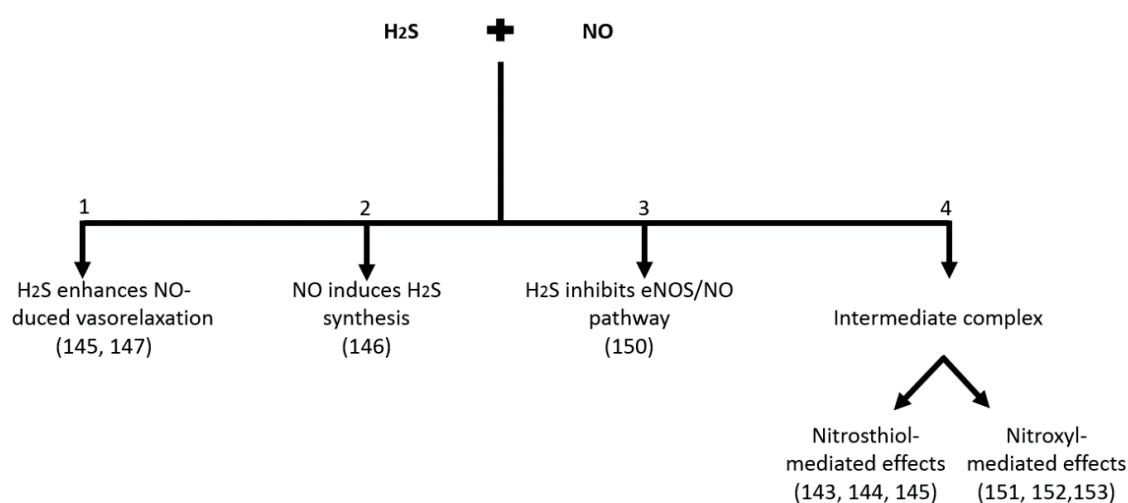 H2S + NO
1
2
3
4
H2S enhances NO-
duced vasorelaxation
(145, 147)
NO induces H2S
synthesis
(146)
H2S inhibits eNOS/NO
pathway
(150)
Intermediate complex
Nitrosthiol-
mediated effects
(143, 144, 145)
Nitroxyl-
mediated effects
(151, 152,153)